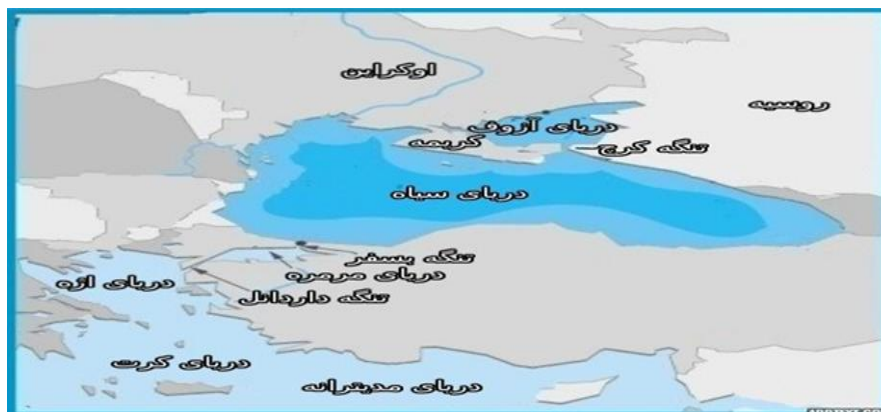 اوکراین
روسیه
دریای آزوف
کریمه
تنگه کرچ
دریای سیاه
تنگه بسفر
دریای مرمره
دریای اژه
تنگه داردانل
دریای کرت
دریای مدیترانه